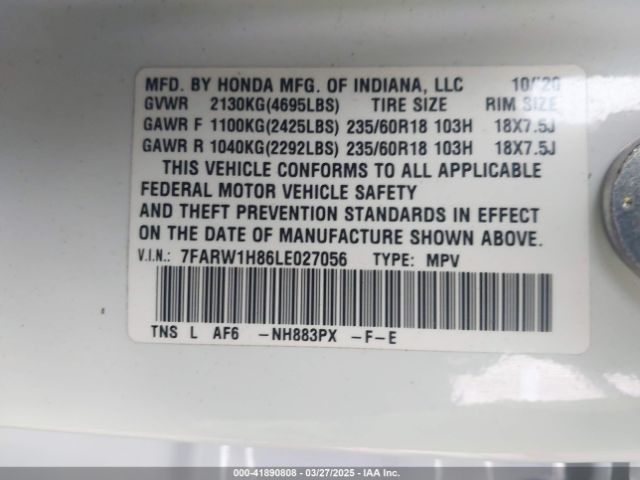 MFD. BY HONDA MFG. OF INDIANA, LLC
GVWR 2130KG(4695LBS) TIRE SIZE RIM SIZE
GAWR F 1100KG(2425LBS) 235/60R18 103H 18X7.5J
GAWR R 1040KG(2292LBS) 235/60R18 103H 18X7.5J
THIS VEHICLE CONFORMS TO ALL APPLICABLE
FEDERAL MOTOR VEHICLE SAFETY
AND THEFT PREVENTION STANDARDS IN EFFECT
ON THE DATE OF MANUFACTURE SHOWN ABOVE.
V.I.N.: 7FARW1H86LE027056 TYPE: MPV
TNS L AF6 -NH883PX -F-E
000-41890808 - 03/27/2025 - IAAI.COM